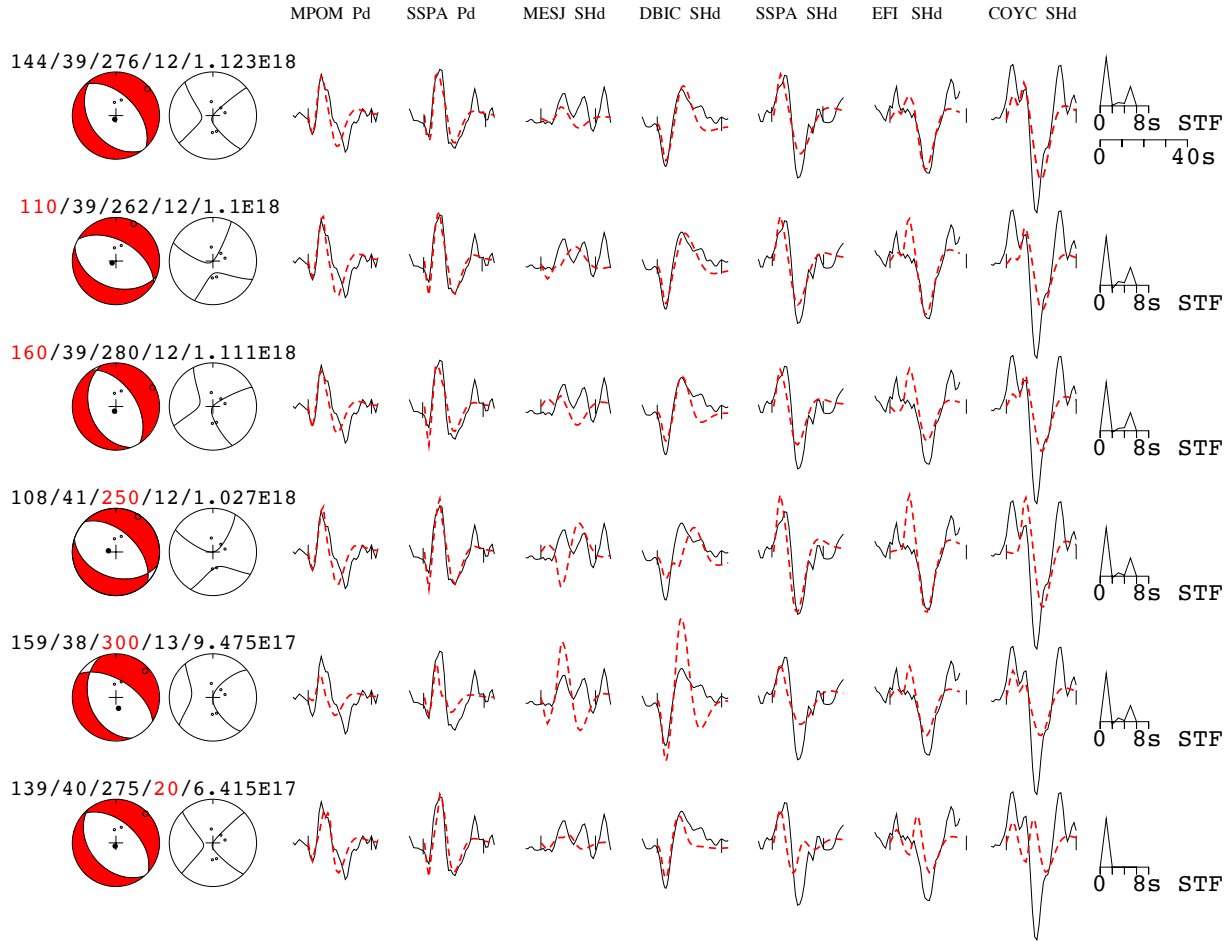 MPOM Pd SSPA Pd MESJ SHd DBIC SHd SSPA SHd EFI SHd COYC SHd
144/39/276/12/1.123E18
0 8s STF
0 40s
110/39/262/12/1.1E18
0 8s STF
160/39/280/12/1.111E18
0 8s STF
108/41/250/12/1.027E18
0 8s STF
159/38/300/13/9.475E17
0 8s STF
139/40/275/20/6.415E17
0 8s STF